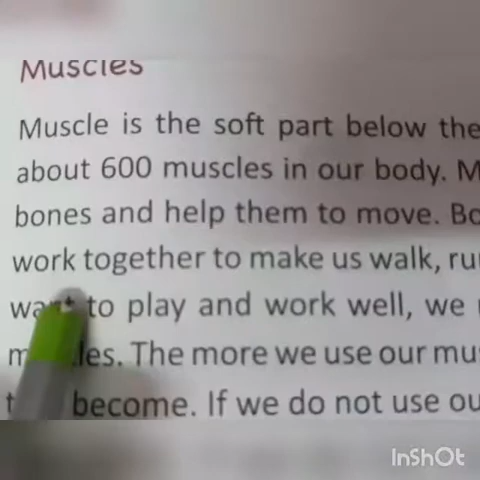 Muscles
Muscle is the soft part below the
about 600 muscles in our body. M
bones and help them to move. Bo
work together to make us walk, ru
to play and work well, we
The more we use our mus
become. If we do not use ou
InShOt